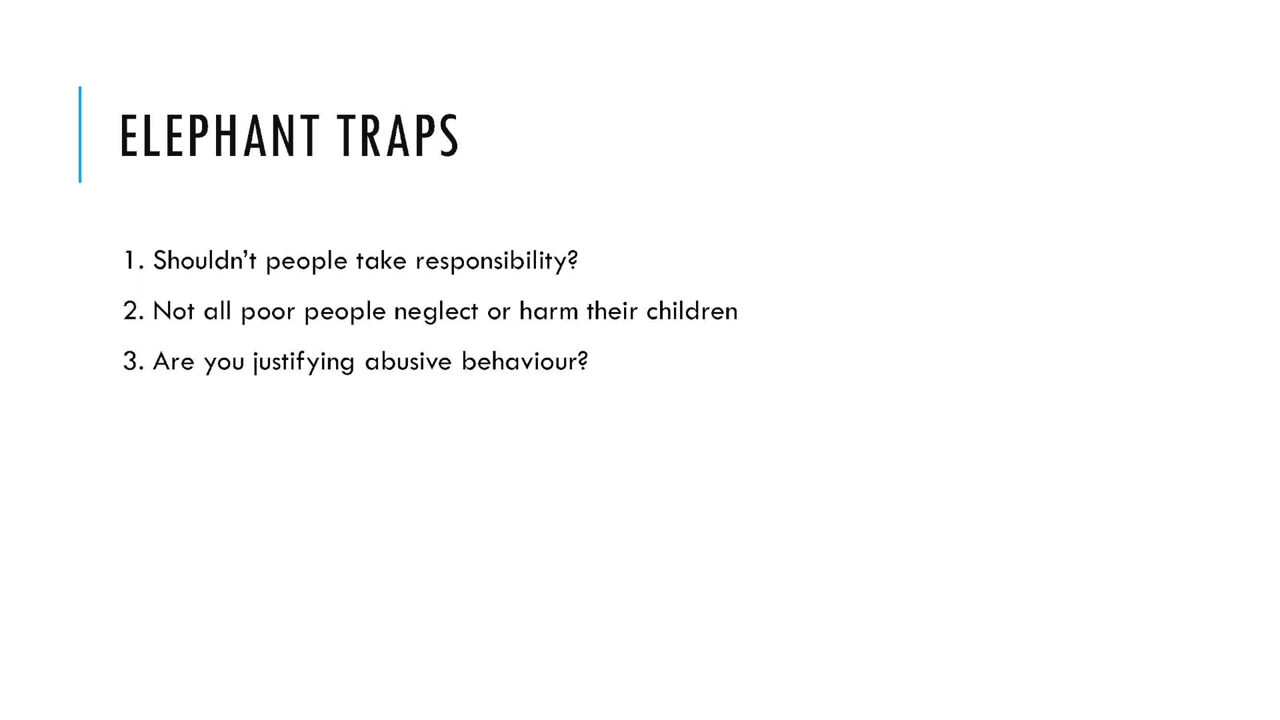 ELEPHANT TRAPS
1. Shouldn’t people take responsibility?
2. Not all poor people neglect or harm their children
3. Are you justifying abusive behaviour?